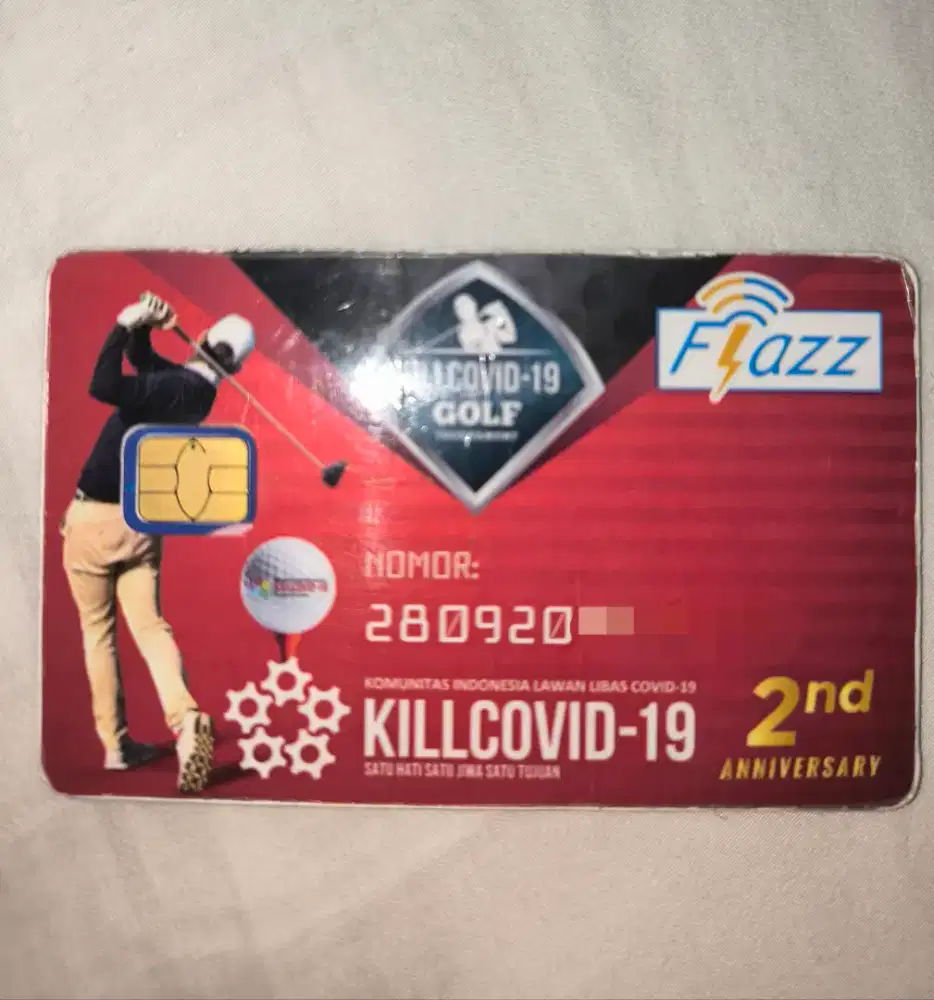 KILLCOVID-19
GOLF
TOURNAMENT
Flazz
NOMOR:
280920
KOMUNITAS INDONESIA LAWAN LIBAS COVID-19
KILLCOVID-19
SATU HATI SATU JIWA SATU TUJUAN
2nd
ANNIVERSARY